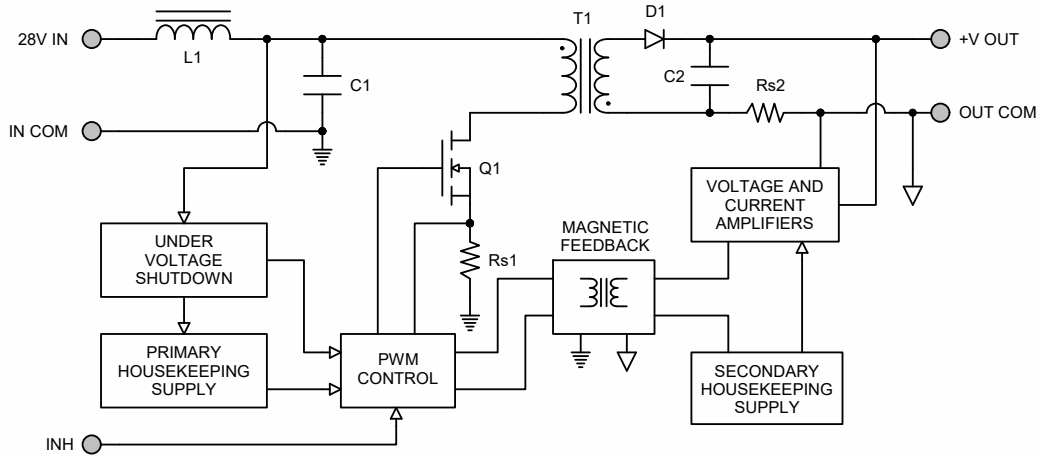 T1
D1
28V IN
+V OUT
L1
C1
C2
Rs2
IN COM
OUT COM
Q1
VOLTAGE AND
CURRENT
AMPLIFIERS
UNDER
VOLTAGE
SHUTDOWN
MAGNETIC
FEEDBACK
Rs1
PRIMARY
HOUSEKEEPING
SUPPLY
PWM
CONTROL
SECONDARY
HOUSEKEEPING
SUPPLY
INH